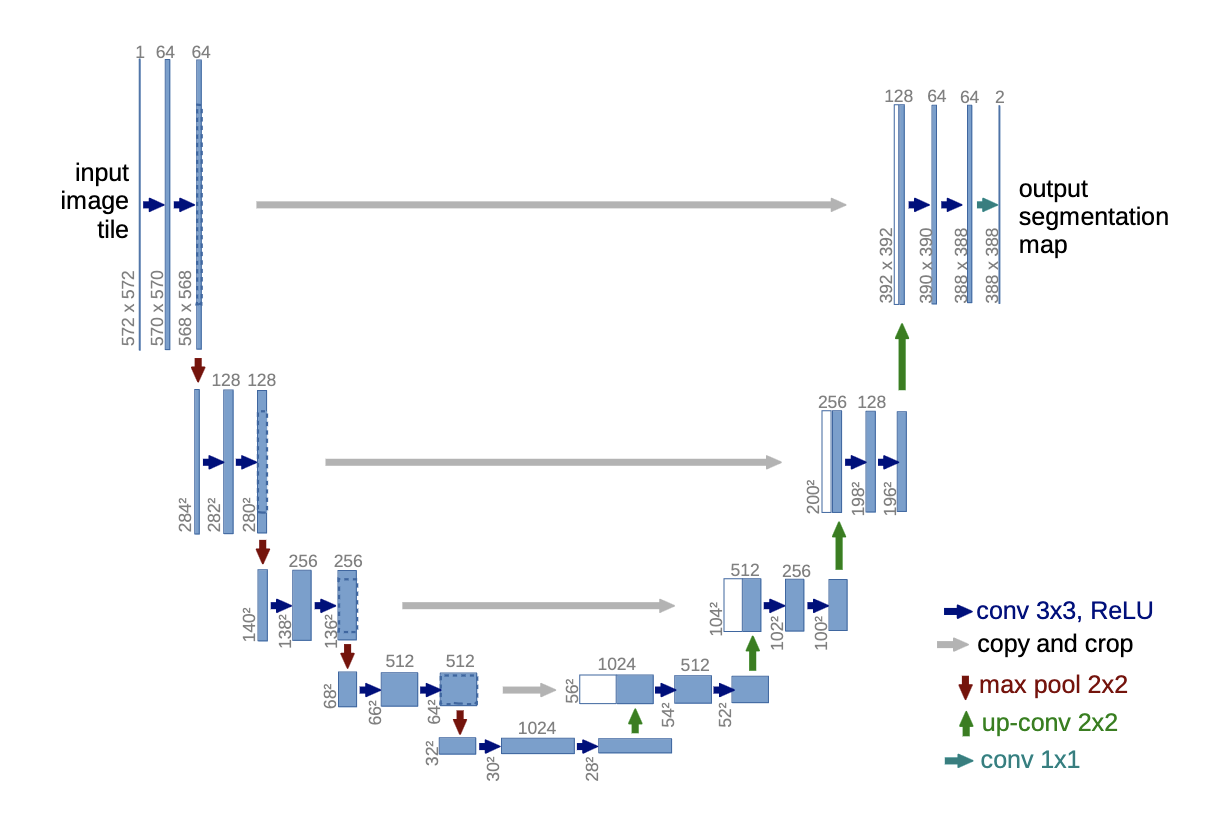 1 64 64
input
image
tile
572 x 572
570 x 570
568 x 568
128 64 64 2
output
segmentation
map
392 x 392
390 x 390
388 x 388
388 x 388
128 128
284²
282²
280²
256 128
200²
198²
196²
256 256
140²
138²
136²
512 256
104²
102²
100²
512 512
68²
66²
64²
1024 512
56²
54²
52²
1024
32²
30²
28²
conv 3x3, ReLU
copy and crop
max pool 2x2
up-conv 2x2
conv 1x1